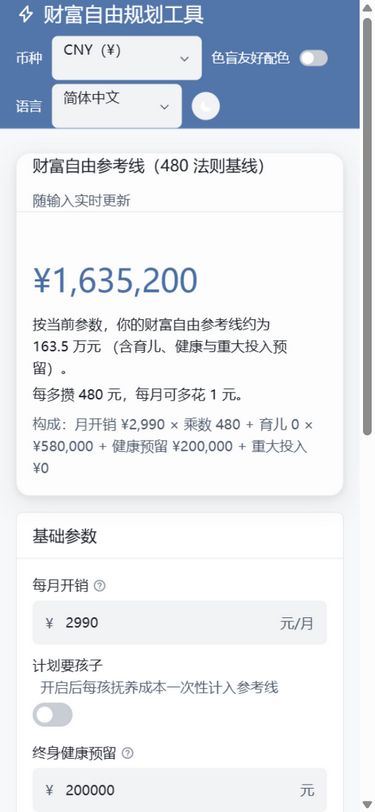 财富自由规划工具
币种
CNY（¥）
色盲友好配色
语言
简体中文
财富自由参考线（480 法则基线）
随输入实时更新
¥1,635,200
按当前参数，你的财富自由参考线约为
163.5 万元 （含育儿、健康与重大投入预
留）。
每多攒 480 元，每月可多花 1 元。
构成：月开销 ¥2,990 × 乘数 480 + 育儿 0 ×
¥580,000 + 健康预留 ¥200,000 + 重大投入
¥0
基础参数
每月开销 ?
¥ 2990 元/月
计划要孩子
开启后每孩抚养成本一次性计入参考线
终身健康预留 ?
¥ 200000 元